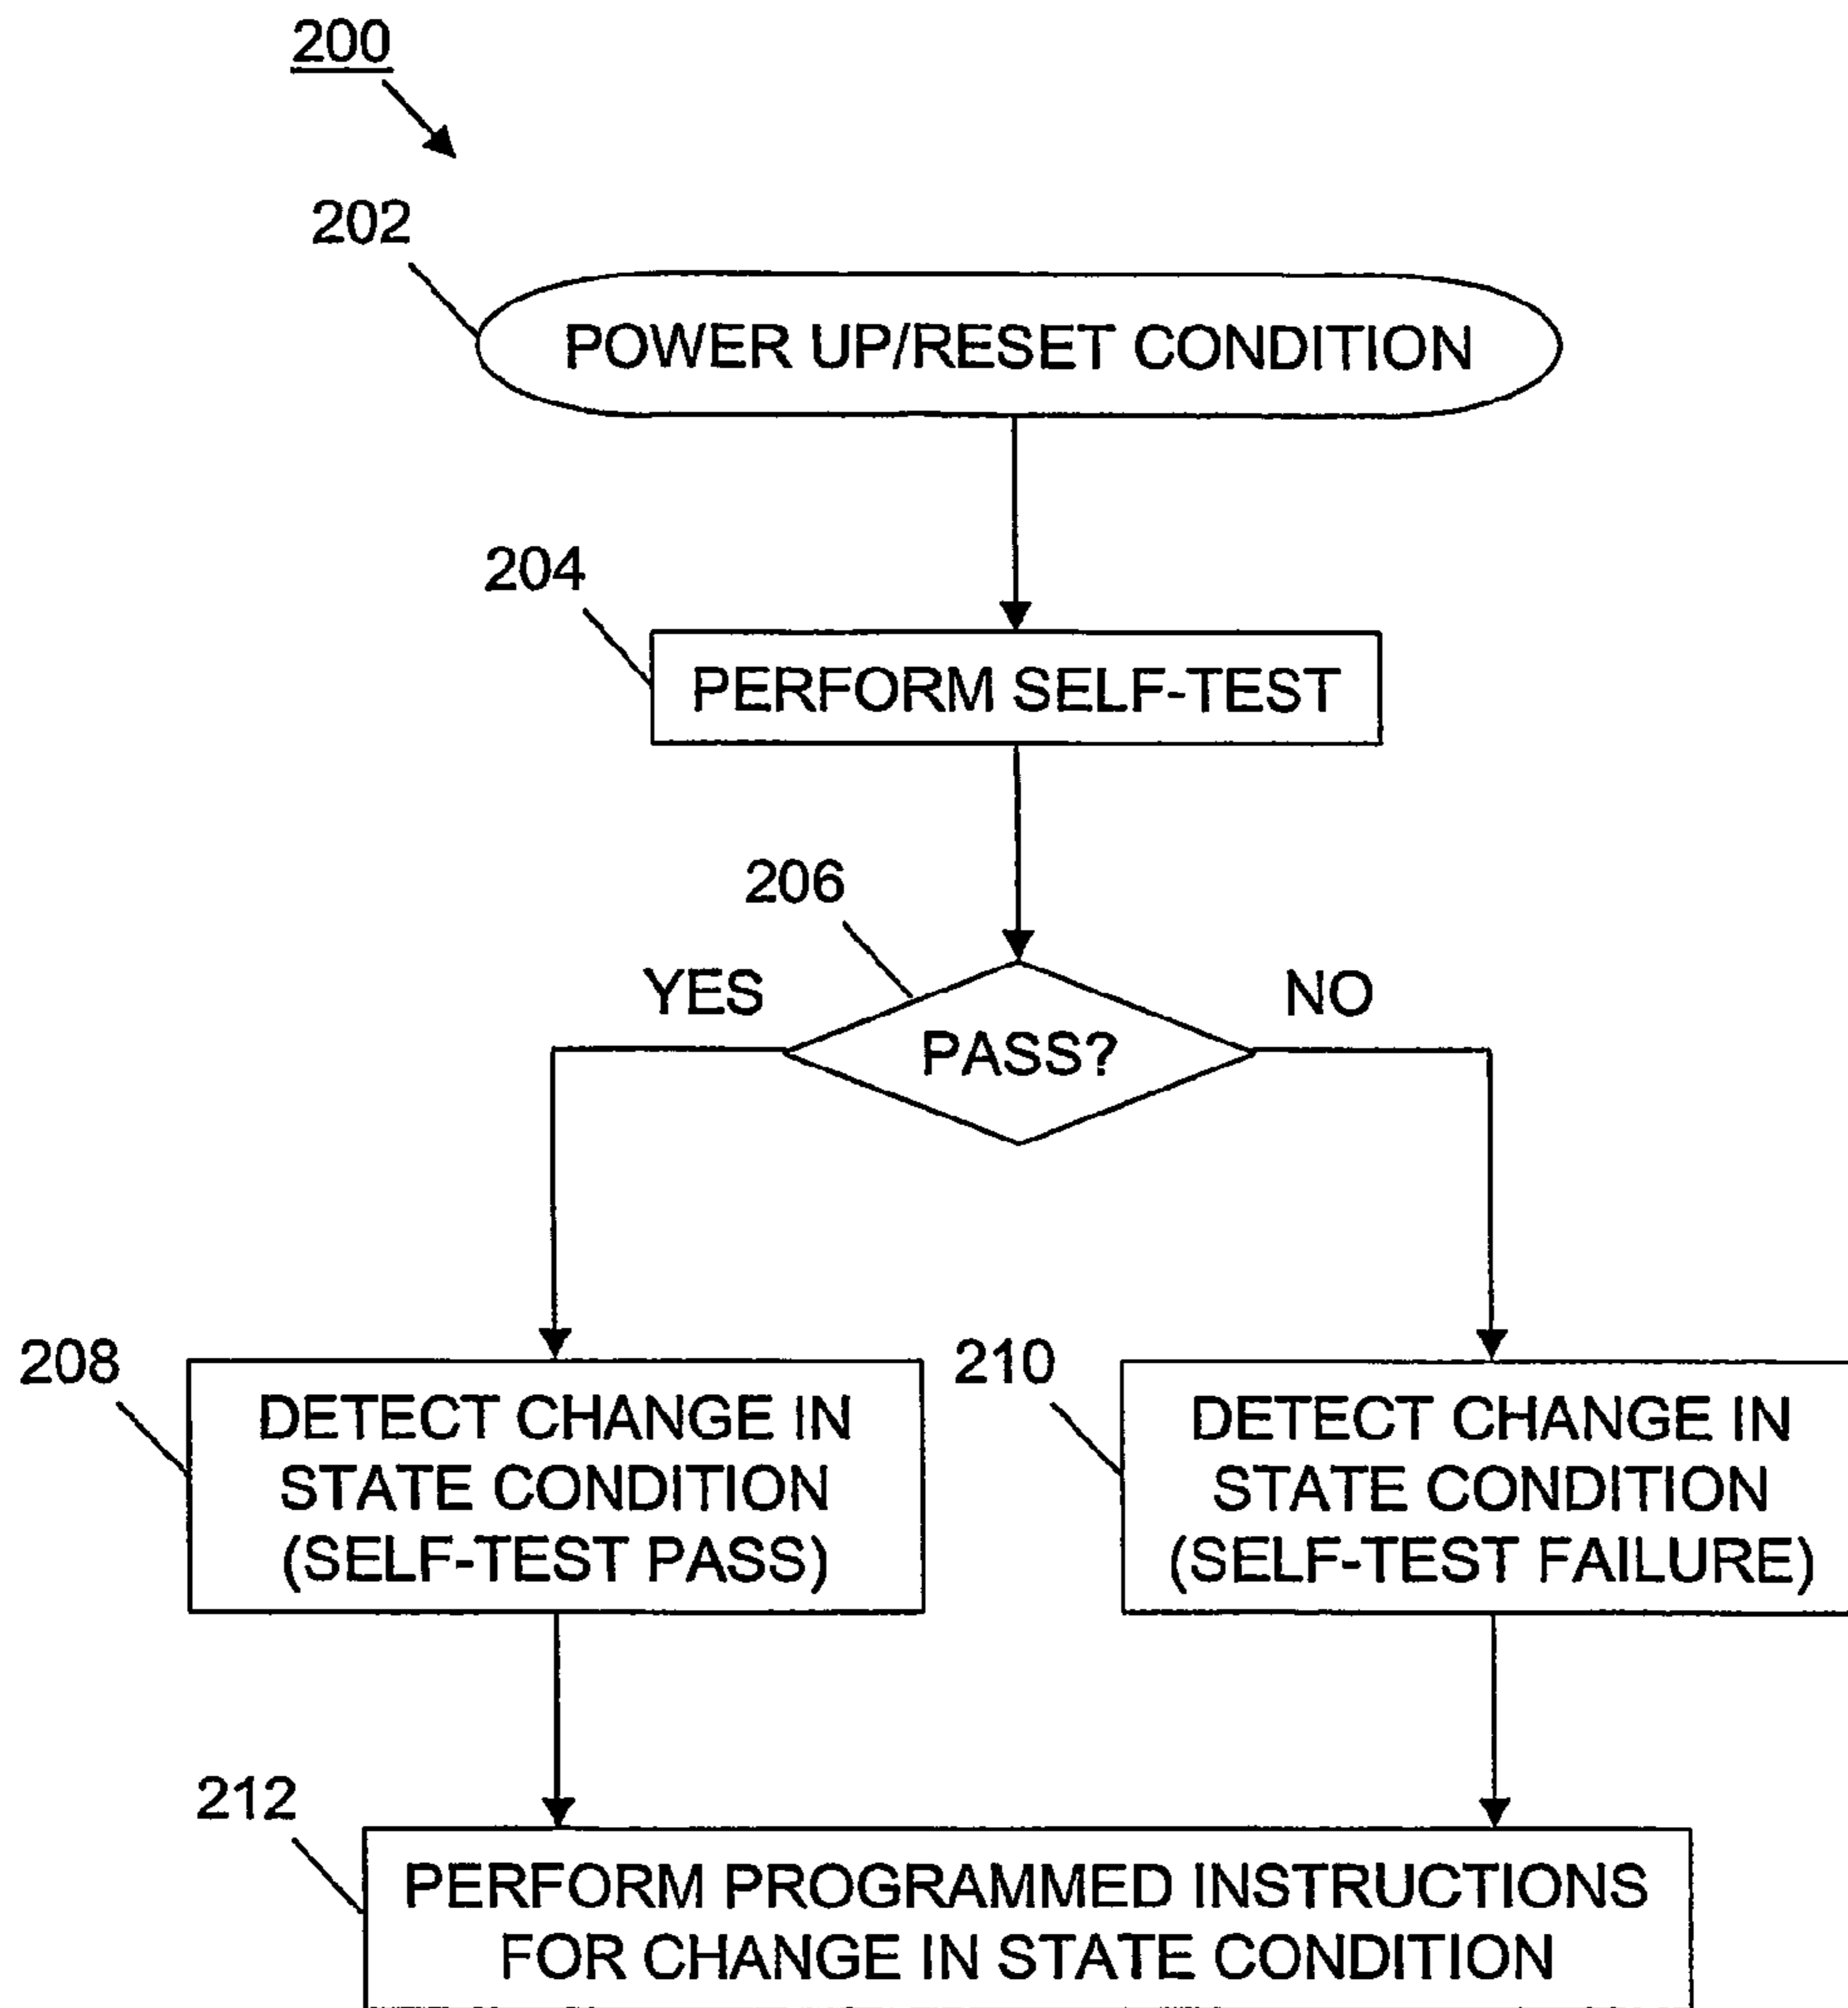 200
202
POWER UP/RESET CONDITION
204
PERFORM SELF-TEST
206
YES
NO
PASS?
208
DETECT CHANGE IN
STATE CONDITION
(SELF-TEST PASS)
210
DETECT CHANGE IN
STATE CONDITION
(SELF-TEST FAILURE)
212
PERFORM PROGRAMMED INSTRUCTIONS
FOR CHANGE IN STATE CONDITION